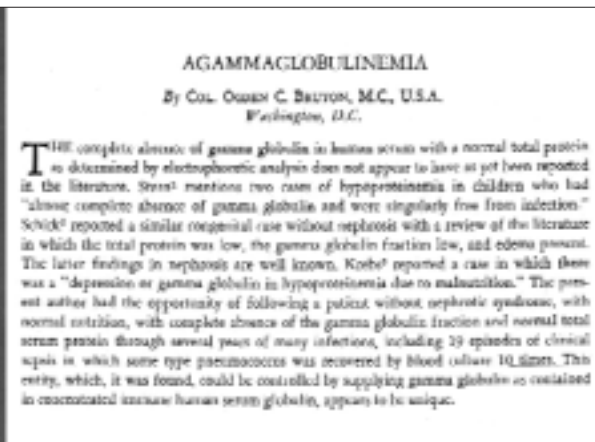 AGAMMAGLOBULINEMIA
By COL. OGDEN C. BRUTON, M.C., U.S.A.
Washington, D.C.
THE complete absence of gamma globulin in human serum with a normal total protein
as determined by electrophoretic analysis does not appear to have as yet been reported
in the literature. Stern¹ mentions two cases of hypoproteinemia in children who had
"almost complete absence of gamma globulin and were singularly free from infection."
Schick² reported a similar congenital case without nephrosis with a review of the literature
in which the total protein was low, the gamma globulin fraction low, and edema present.
The latter findings in nephrosis are well known. Krebs³ reported a case in which there
was a "depression of gamma globulin in hypoproteinemia due to malnutrition." The pres-
ent author had the opportunity of following a patient without nephrotic syndrome, with
normal nutrition, with complete absence of the gamma globulin fraction and normal total
serum protein through several years of many infections, including 19 episodes of clinical
sepsis in which some type pneumococcus was recovered by blood culture 10 times. This
entity, which, it was found, could be controlled by supplying gamma globulin as contained
in concentrated immune human serum globulin, appears to be unique.